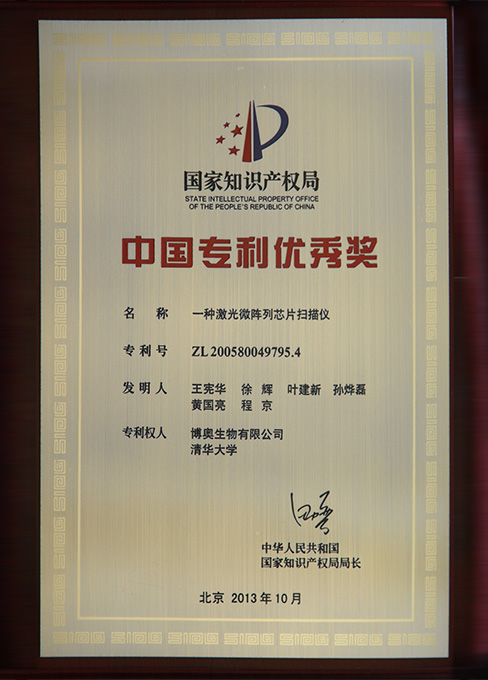 国家知识产权局
STATE INTELLECTUAL PROPERTY OFFICE
OF THE PEOPLE'S REPUBLIC OF CHINA
中国专利优秀奖
名 称 一种激光微阵列芯片扫描仪
专 利 号 ZL 200580049795.4
发 明 人 王宪华 徐 辉 叶建新 孙烨磊
黄国亮 程 京
专利权人 博奥生物有限公司
清华大学
中华人民共和国
国家知识产权局局长
北京 2013 年 10 月